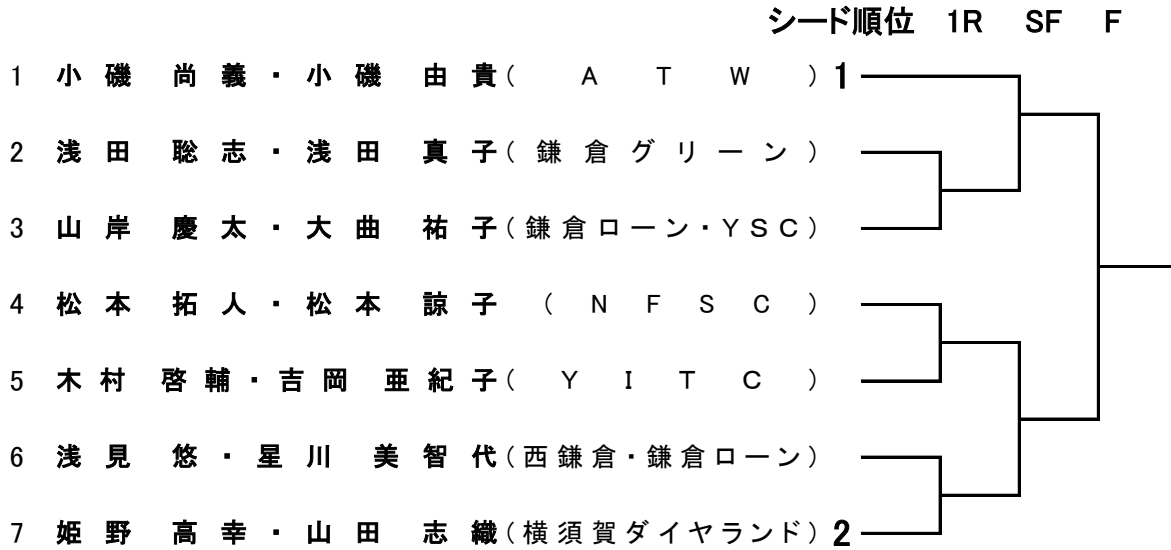 シード順位 1R SF F
1 小磯 尚義・小磯 由貴(ATW) 1
2 浅田 聡志・浅田 真子(鎌倉グリーン)
3 山岸 慶太・大曲 祐子(鎌倉ローン・YSC)
4 松本 拓人・松本 諒子 (NFSC)
5 木村 啓輔・吉岡 亜紀子(YITC)
6 浅見 悠・星川 美智代(西鎌倉・鎌倉ローン)
7 姫野 高幸・山田 志織(横須賀ダイヤランド) 2